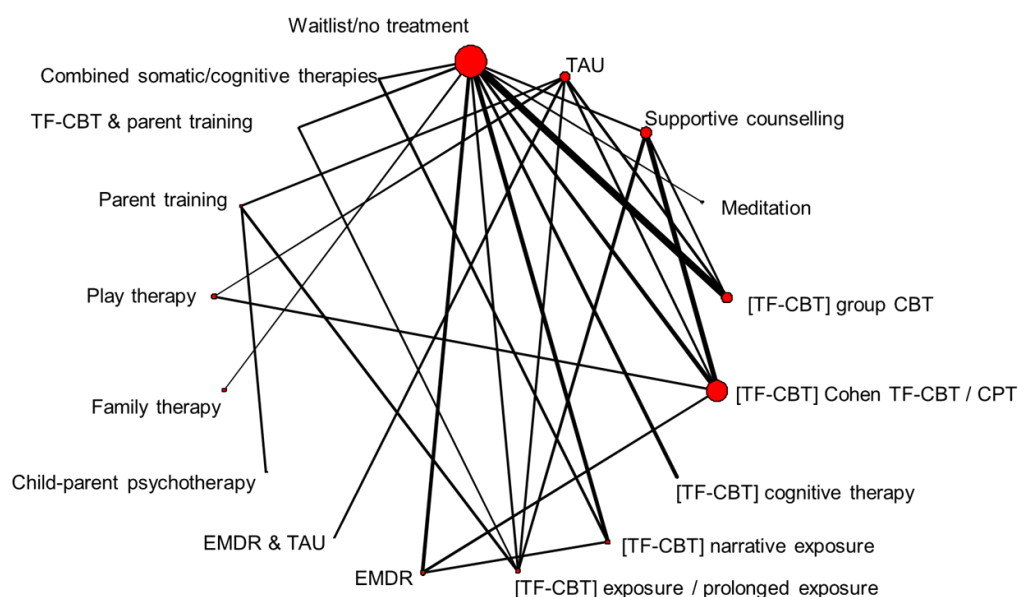 Waitlist/no treatment
TAU
Combined somatic/cognitive therapies
Supportive counselling
TF-CBT & parent training
Parent training
Meditation
Play therapy
[TF-CBT] group CBT
[TF-CBT] Cohen TF-CBT / CPT
Family therapy
Child-parent psychotherapy
[TF-CBT] cognitive therapy
EMDR & TAU
[TF-CBT] narrative exposure
EMDR
[TF-CBT] exposure / prolonged exposure